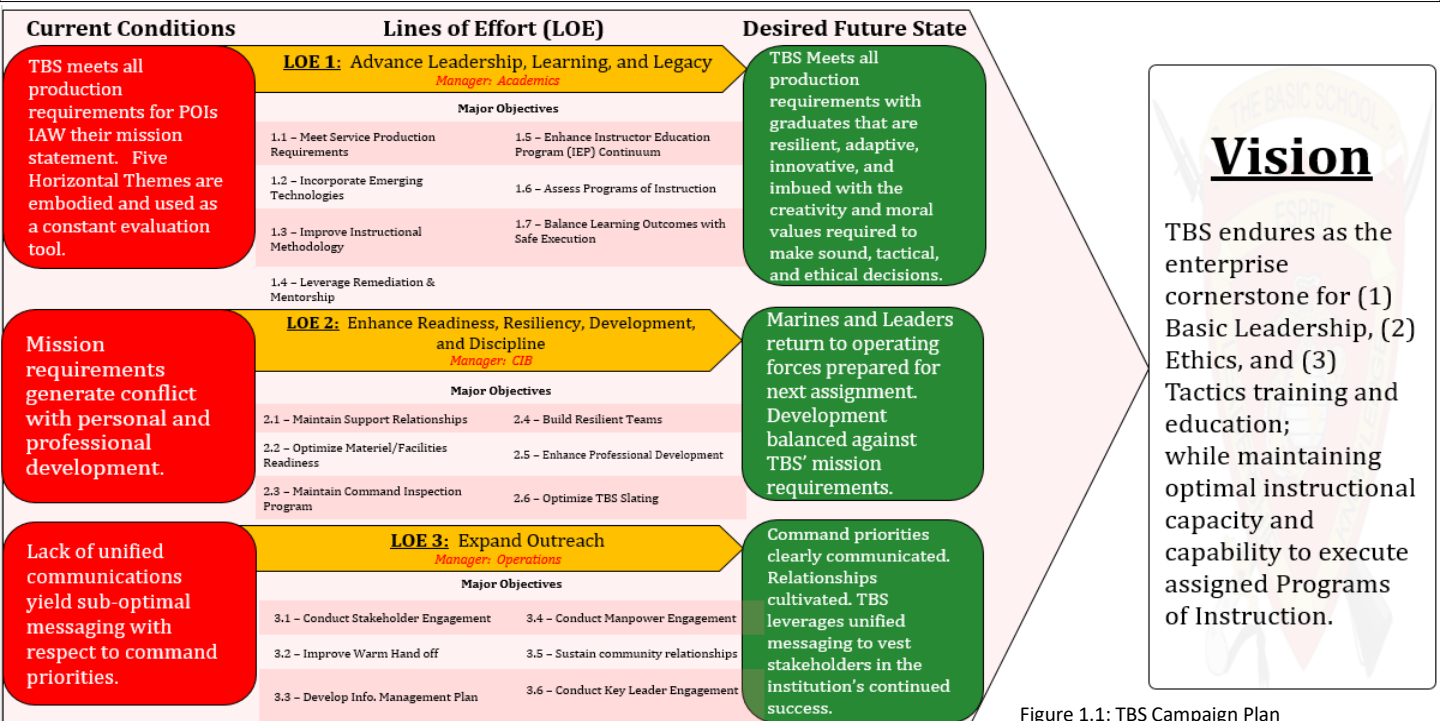 Current Conditions
Lines of Effort (LOE)
Desired Future State
TBS meets all
production
requirements for POIs
IAW their mission
statement. Five
Horizontal Themes are
embodied and used as
a constant evaluation
tool.
LOE 1: Advance Leadership, Learning, and Legacy
Manager: Academics
Major Objectives
1.1 – Meet Service Production
Requirements
1.2 – Incorporate Emerging
Technologies
1.3 – Improve Instructional
Methodology
1.4 – Leverage Remediation &
Mentorship
1.5 – Enhance Instructor Education
Program (IEP) Continuum
1.6 – Assess Programs of Instruction
1.7 – Balance Learning Outcomes with
Safe Execution
TBS Meets all
production
requirements with
graduates that are
resilient, adaptive,
innovative, and
imbued with the
creativity and moral
values required to
make sound, tactical,
and ethical decisions.
Mission
requirements
generate conflict
with personal and
professional
development.
LOE 2: Enhance Readiness, Resiliency, Development,
and Discipline
Manager: CIB
Major Objectives
2.1 – Maintain Support Relationships
2.2 – Optimize Materiel/Facilities
Readiness
2.3 – Maintain Command Inspection
Program
2.4 – Build Resilient Teams
2.5 – Enhance Professional Development
2.6 – Optimize TBS Slating
Marines and Leaders
return to operating
forces prepared for
next assignment.
Development
balanced against
TBS’ mission
requirements.
Lack of unified
communications
yield sub-optimal
messaging with
respect to command
priorities.
LOE 3: Expand Outreach
Manager: Operations
Major Objectives
3.1 – Conduct Stakeholder Engagement
3.2 – Improve Warm Hand off
3.3 – Develop Info. Management Plan
3.4 – Conduct Manpower Engagement
3.5 – Sustain community relationships
3.6 – Conduct Key Leader Engagement
Command priorities
clearly communicated.
Relationships
cultivated. TBS
leverages unified
messaging to vest
stakeholders in the
institution’s continued
success.
THE BASIC SCHOOL
ESPRIT
Vision
TBS endures as the
enterprise
cornerstone for (1)
Basic Leadership, (2)
Ethics, and (3)
Tactics training and
education;
while maintaining
optimal instructional
capacity and
capability to execute
assigned Programs
of Instruction.
Figure 1.1: TBS Campaign Plan